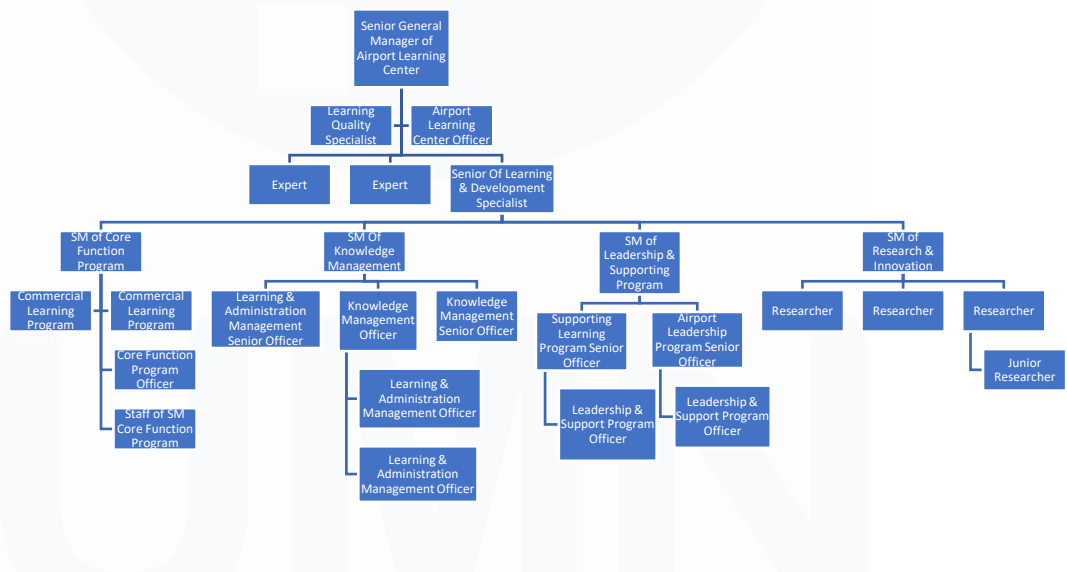 Senior General
Manager of
Airport Learning
Center
Learning
Quality
Specialist
Airport
Learning
Center Officer
Expert
Expert
Senior Of Learning
& Development
Specialist
SM of Core
Function
Program
SM Of
Knowledge
Management
SM of
Leadership &
Supporting
Program
SM of
Research &
Innovation
Commercial
Learning
Program
Commercial
Learning
Program
Learning &
Administration
Management
Senior Officer
Knowledge
Management
Officer
Knowledge
Management
Senior Officer
Supporting
Learning
Program Senior
Officer
Airport
Leadership
Program Senior
Officer
Researcher
Researcher
Researcher
Core Function
Program
Officer
Staff of SM
Core Function
Program
Learning &
Administration
Management Officer
Learning &
Administration
Management Officer
Leadership &
Support Program
Officer
Leadership &
Support Program
Officer
Junior
Researcher
UMN